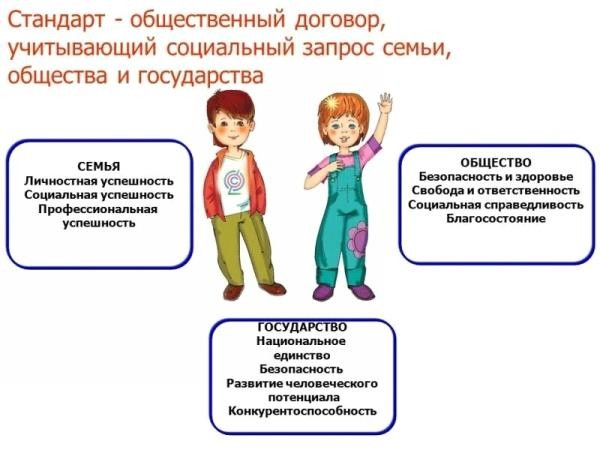 Стандарт - общественный договор,
учитывающий социальный запрос семьи,
общества и государства
СЕМЬЯ
Личностная успешность
Социальная успешность
Профессиональная
успешность
ОБЩЕСТВО
Безопасность и здоровье
Свобода и ответственность
Социальная справедливость
Благосостояние
ГОСУДАРСТВО
Национальное
единство
Безопасность
Развитие человеческого
потенциала
Конкурентоспособность